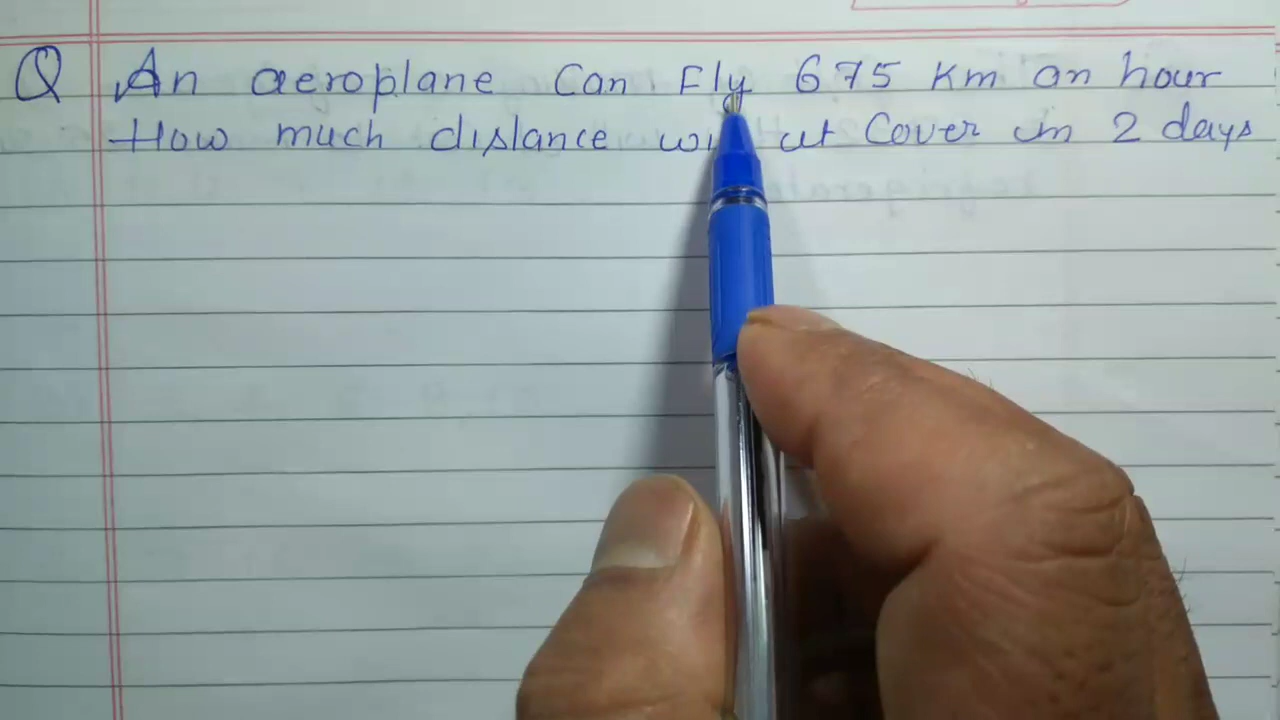 Q An aeroplane can Fly 675 Km an hour
How much distance it Cover in 2 days